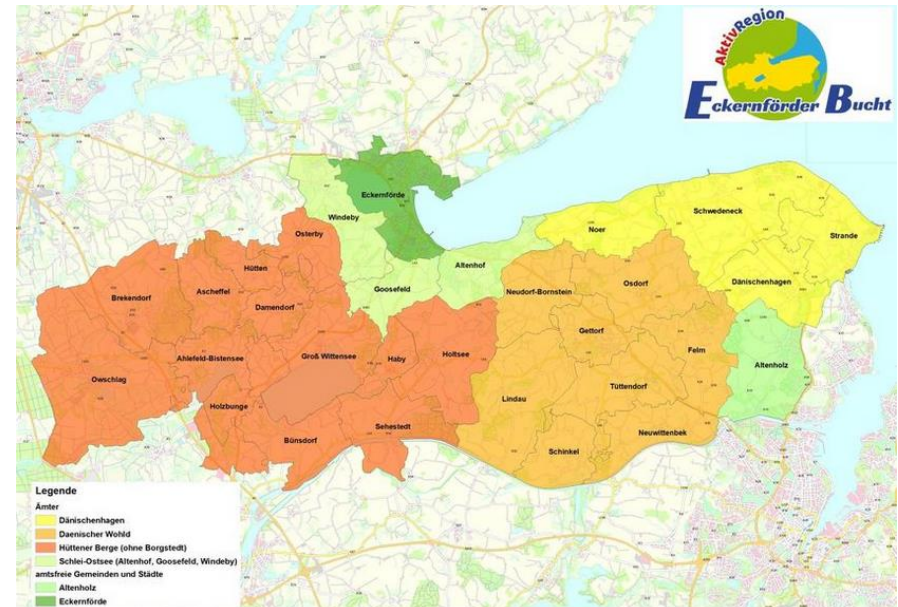 AktivRegion
Eckernförder Bucht
Eckernförde
Windeby
Noer
Schwedeneck
Strande
Osterby
Hütten
Altenhof
Goosefeld
Dänischenhagen
Osdorf
Neudorf-Bornstein
Brekendorf
Ascheffel
Damendorf
Gettorf
Felm
Ahlefeld-Bistensee
Groß Wittensee
Haby
Holtsee
Altenholz
Owschlag
Tüttendorf
Lindau
Holzbunge
Sehestedt
Neuwittenbek
Bünsdorf
Schinkel
Legende
Ämter
Dänischenhagen
Daenischer Wohld
Hüttener Berge (ohne Borgstedt)
Schlei-Ostsee (Altenhof, Goosefeld, Windeby)
amtsfreie Gemeinden und Städte
Altenholz
Eckernförde